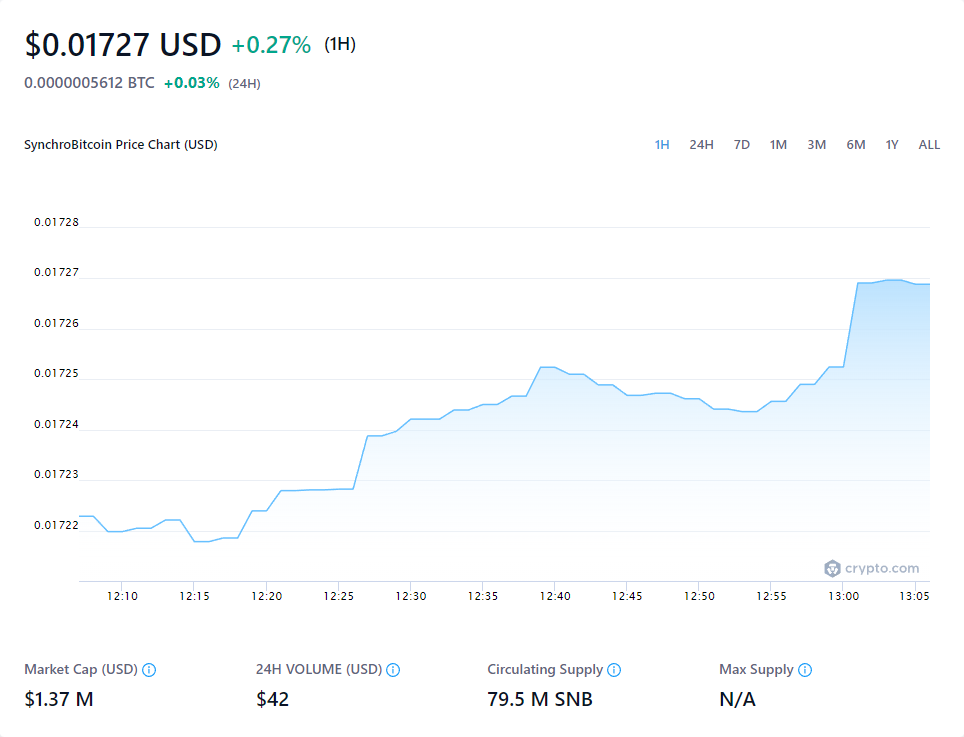 $0.01727 USD +0.27% (1H)
0.0000005612 BTC +0.03% (24H)
SynchroBitcoin Price Chart (USD) 1H 24H 7D 1M 3M 6M 1Y ALL
0.01728
0.01727
0.01726
0.01725
0.01724
0.01723
0.01722
crypto.com
12:10 12:15 12:20 12:25 12:30 12:35 12:40 12:45 12:50 12:55 13:00 13:05
Market Cap (USD) 24H VOLUME (USD) Circulating Supply Max Supply
$1.37 M $42 79.5 M SNB N/A